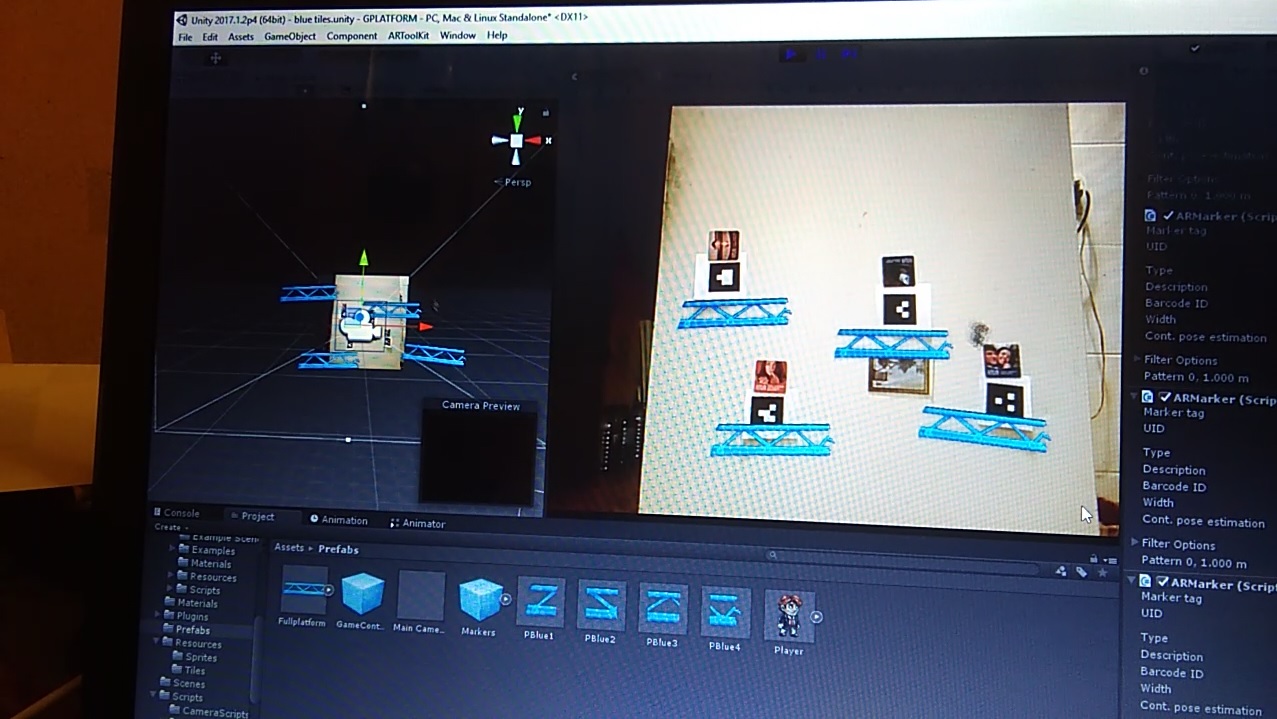 Unity 2017.1.2p4 (64bit) - blue tiles.unity - GPLATFORM - PC, Mac & Linux Standalone* <DX11>
File Edit Assets GameObject Component ARToolKit Window Help
y
x
Persp
Camera Preview
Filter Options
Pattern 0, 1.000 m
ARMarker (Scrip
Marker tag
UID
Type
Description
Barcode ID
Width
Cont. pose estimation
Filter Options
Pattern 0, 1.000 m
ARMarker (Scrip
Marker tag
UID
Type
Description
Barcode ID
Width
Cont. pose estimation
Filter Options
Pattern 0, 1.000 m
ARMarker (Scrip
Marker tag
UID
Type
Description
Barcode ID
Width
Cont. pose estimation
Console Project Animation Animator
Create
Example Scen
Examples
Materials
Resources
Scripts
Materials
Plugins
Prefabs
Resources
Sprites
Tiles
Scenes
Scripts
CameraScripts
Assets Prefabs
Fullplatform GameCont... Main Came... Markers PBlue1 PBlue2 PBlue3 PBlue4 Player